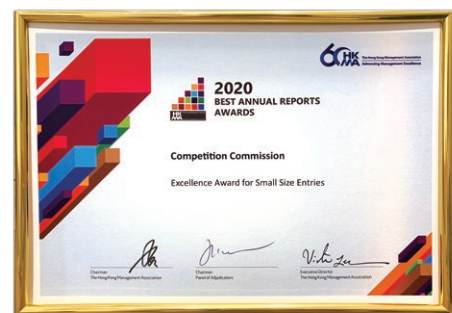 60 HK The Hong Kong Management Association
MA Advancing Management Excellence
2020
BEST ANNUAL REPORTS
AWARDS
HK
MA
Competition Commission
Excellence Award for Small Size Entries
Chairman
The Hong Kong Management Association
Chairman
Panel of Adjudicators
Executive Director
The Hong Kong Management Association